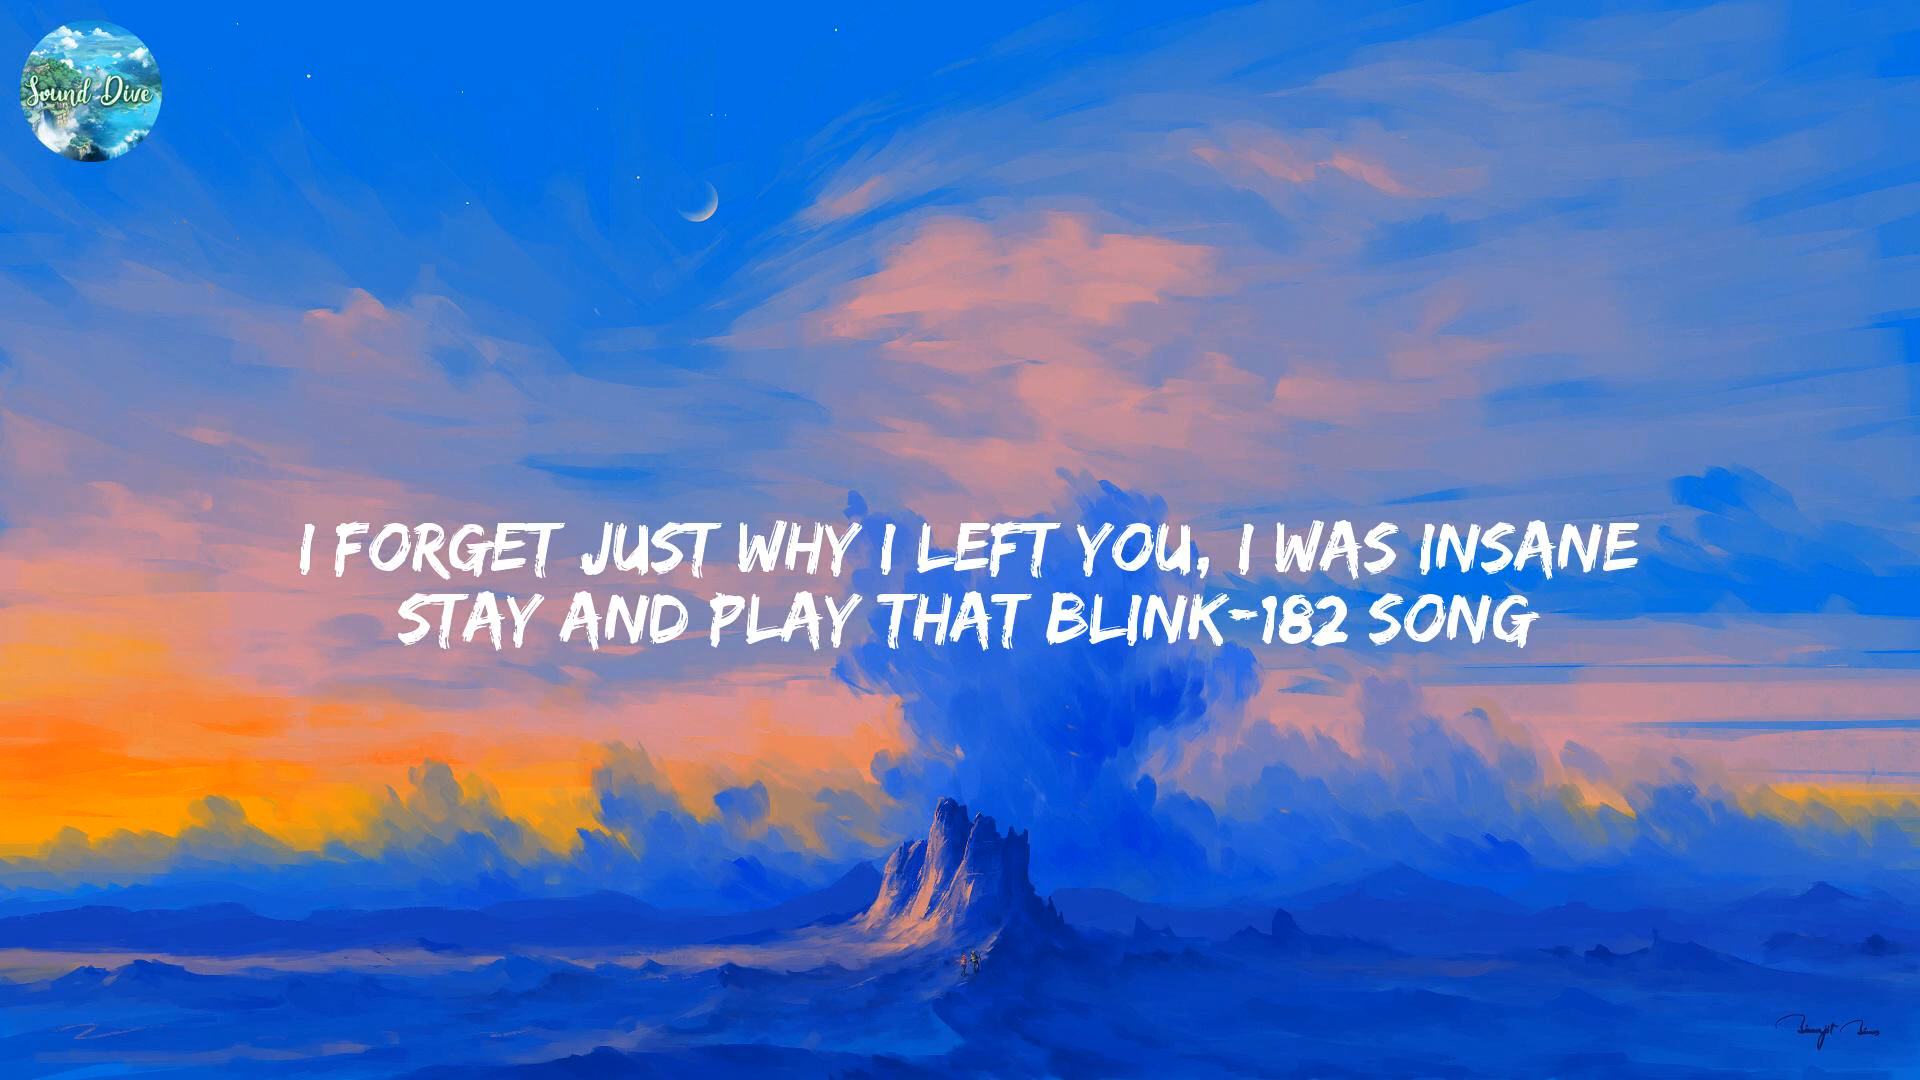 Sound Dive
I FORGET JUST WHY I LEFT YOU, I WAS INSANE
STAY AND PLAY THAT BLINK-182 SONG